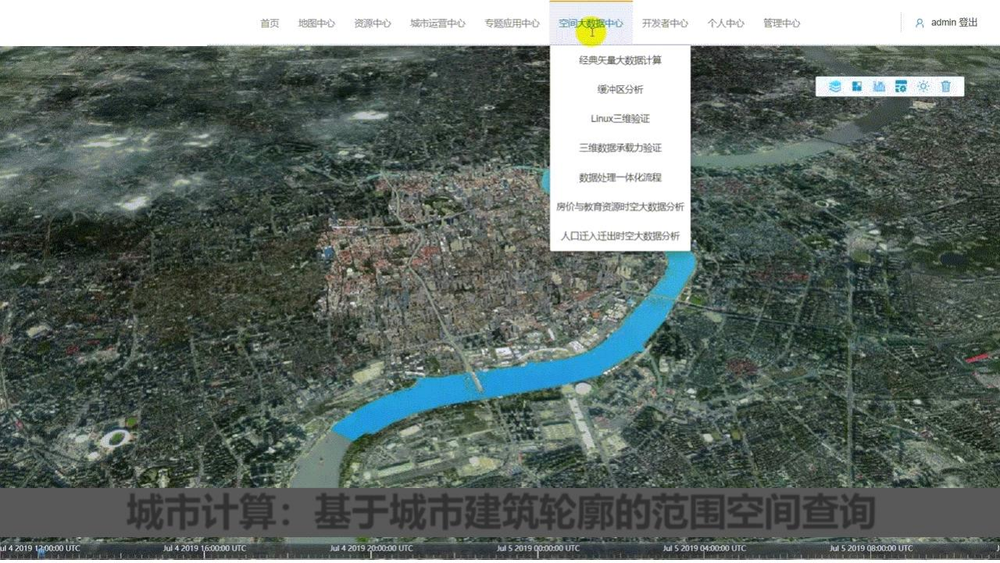 首页 地图中心 资源中心 城市运营中心 专题应用中心 空间大数据中心 开发者中心 个人中心 管理中心 admin 登出
经典矢量大数据计算
缓冲区分析
Linux三维验证
三维数据承载力验证
数据处理一体化流程
房价与教育资源时空大数据分析
人口迁入迁出时空大数据分析
城市计算：基于城市建筑轮廓的范围空间查询
ul 4 2019 12:00:00 UTC Jul 4 2019 16:00:00 UTC Jul 4 2019 20:00:00 UTC Jul 5 2019 00:00:00 UTC Jul 5 2019 04:00:00 UTC Jul 5 2019 08:00:00 UTC